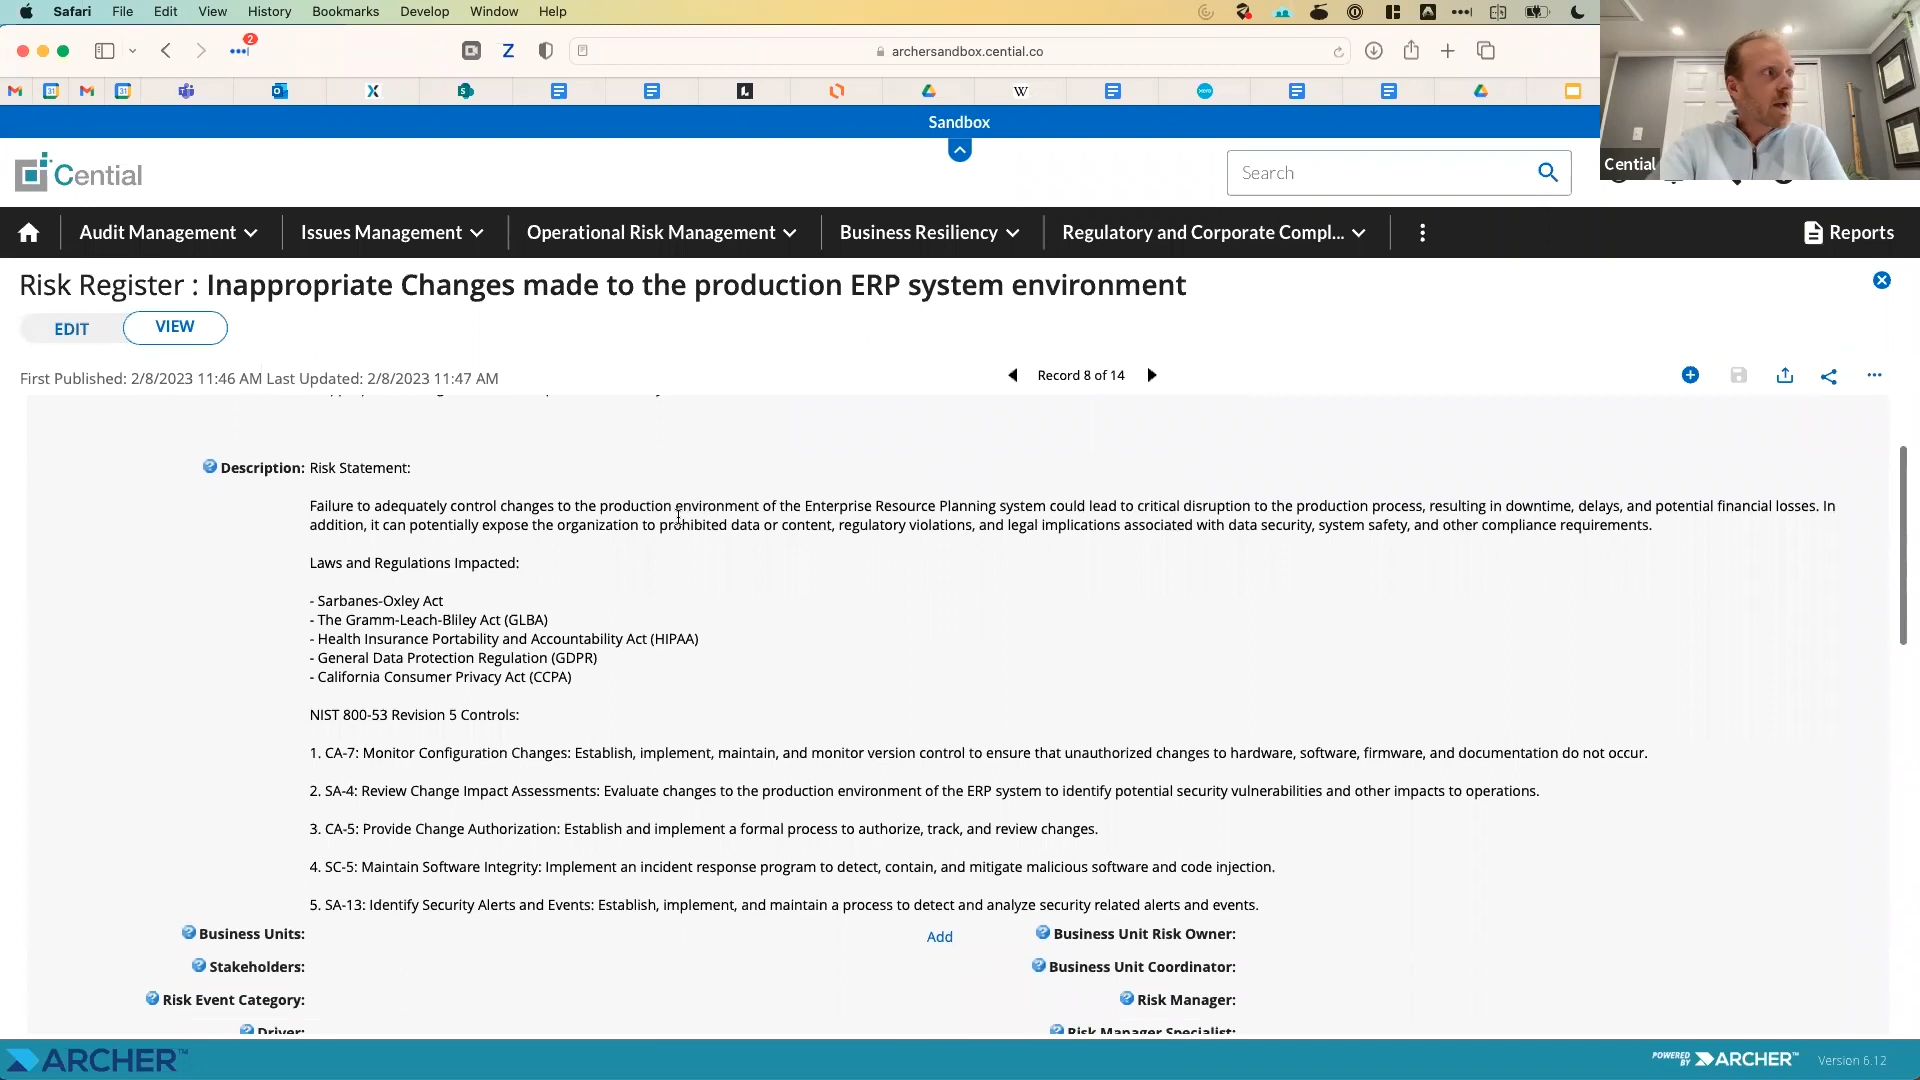 Safari File Edit View History Bookmarks Develop Window Help
2
Z
archersandbox.cential.co
31 31 W xero
Sandbox
Cential
Search
Cential
Audit Management Issues Management Operational Risk Management Business Resiliency Regulatory and Corporate Compl... Reports
Risk Register : Inappropriate Changes made to the production ERP system environment
EDIT VIEW
First Published: 2/8/2023 11:46 AM Last Updated: 2/8/2023 11:47 AM
Record 8 of 14
Description: Risk Statement:
Failure to adequately control changes to the production environment of the Enterprise Resource Planning system could lead to critical disruption to the production process, resulting in downtime, delays, and potential financial losses. In
addition, it can potentially expose the organization to prohibited data or content, regulatory violations, and legal implications associated with data security, system safety, and other compliance requirements.
Laws and Regulations Impacted:
- Sarbanes-Oxley Act
- The Gramm-Leach-Bliley Act (GLBA)
- Health Insurance Portability and Accountability Act (HIPAA)
- General Data Protection Regulation (GDPR)
- California Consumer Privacy Act (CCPA)
NIST 800-53 Revision 5 Controls:
1. CA-7: Monitor Configuration Changes: Establish, implement, maintain, and monitor version control to ensure that unauthorized changes to hardware, software, firmware, and documentation do not occur.
2. SA-4: Review Change Impact Assessments: Evaluate changes to the production environment of the ERP system to identify potential security vulnerabilities and other impacts to operations.
3. CA-5: Provide Change Authorization: Establish and implement a formal process to authorize, track, and review changes.
4. SC-5: Maintain Software Integrity: Implement an incident response program to detect, contain, and mitigate malicious software and code injection.
5. SA-13: Identify Security Alerts and Events: Establish, implement, and maintain a process to detect and analyze security related alerts and events.
Business Units: Add Business Unit Risk Owner:
Stakeholders: Business Unit Coordinator:
Risk Event Category: Risk Manager:
Driver: Risk Manager Specialist:
ARCHER™ POWERED BY ARCHER™ Version 6.12